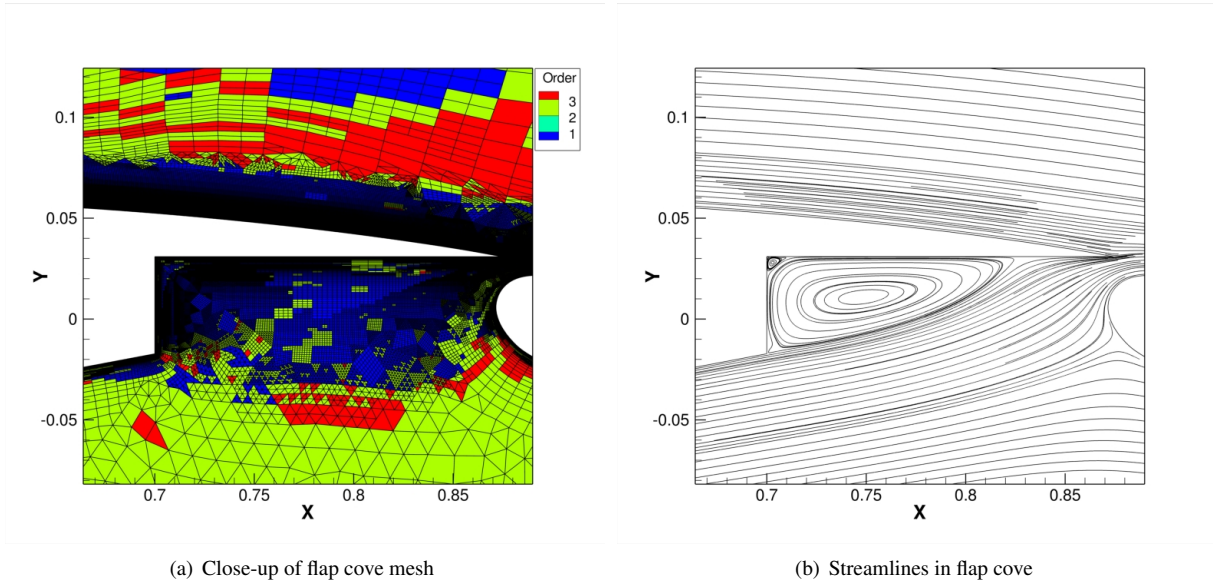 Order
3
2
1
0.1
0.05
0
-0.05
Y
0.7
0.75
0.8
0.85
X
(a) Close-up of flap cove mesh
0.1
0.05
0
-0.05
Y
0.7
0.75
0.8
0.85
X
(b) Streamlines in flap cove